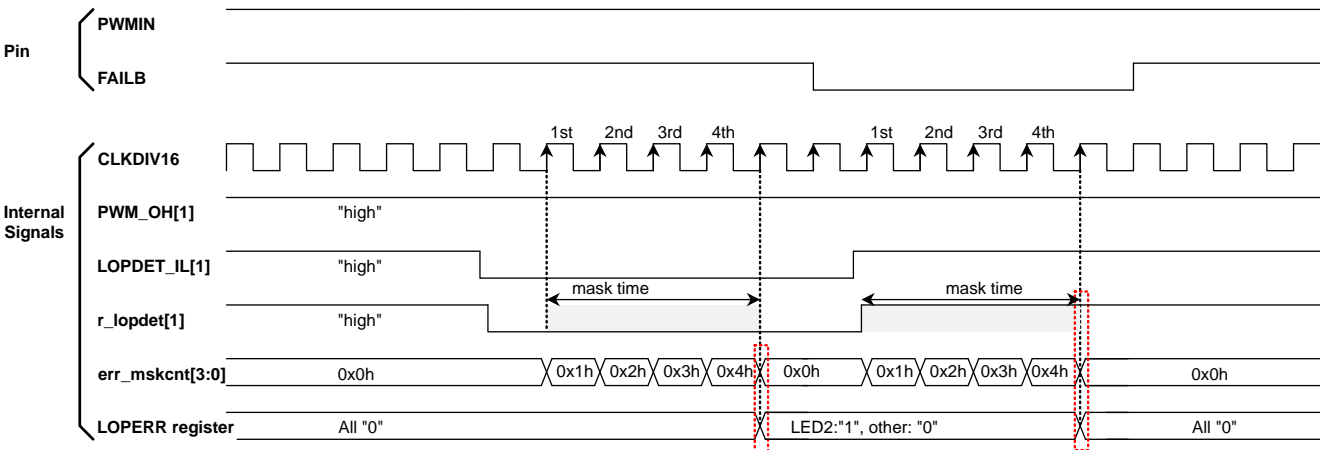 Pin
PWMIN
FAILB
1st 2nd 3rd 4th 1st 2nd 3rd 4th
CLKDIV16
Internal
Signals
PWM_OH[1] "high"
LOPDET_IL[1] "high"
mask time mask time
r_lopdet[1] "high"
err_mskcnt[3:0] 0x0h 0x1h 0x2h 0x3h 0x4h 0x0h 0x1h 0x2h 0x3h 0x4h 0x0h
LOPERR register All "0" LED2:"1", other: "0" All "0"